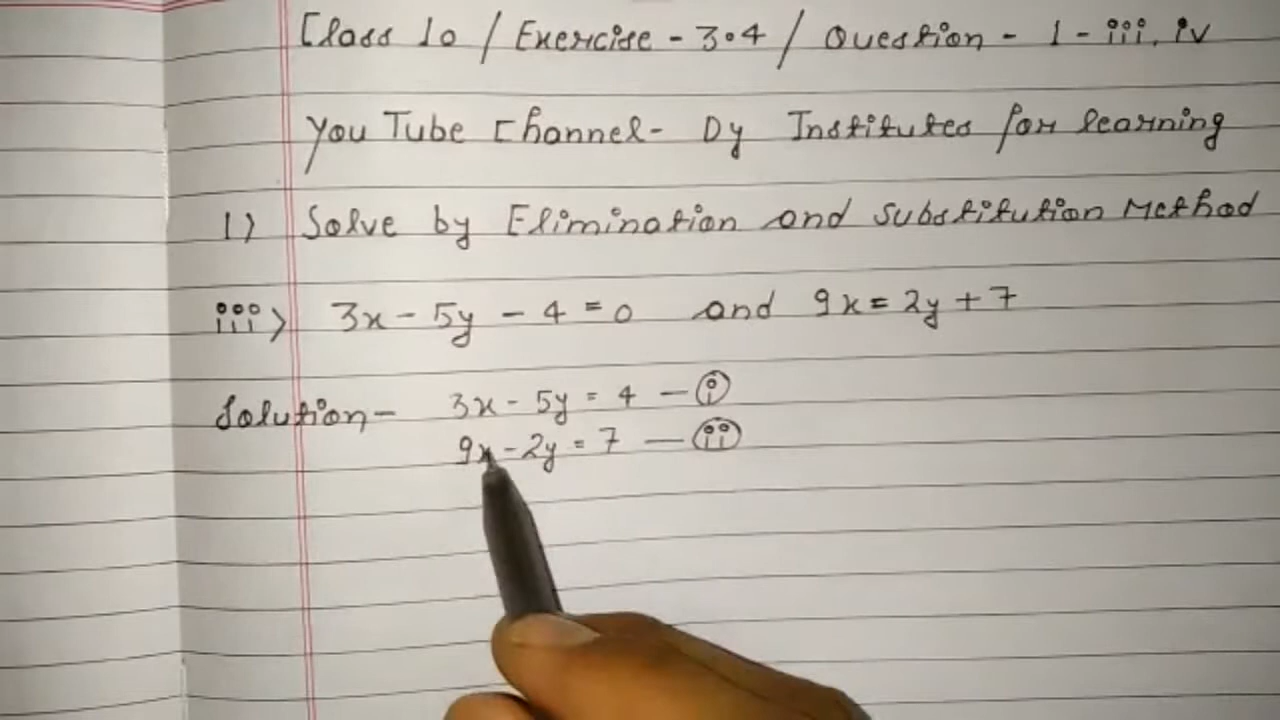 Class 10 / Exercise - 3.4 / Question - 1 - iii, iv
YouTube Channel - Dy Institutes for learning
1) Solve by Elimination and Substitution Method
iii) 3x - 5y - 4 = 0 and 9x = 2y + 7
Solution - 3x - 5y = 4 — (i)
9x - 2y = 7 — (ii)